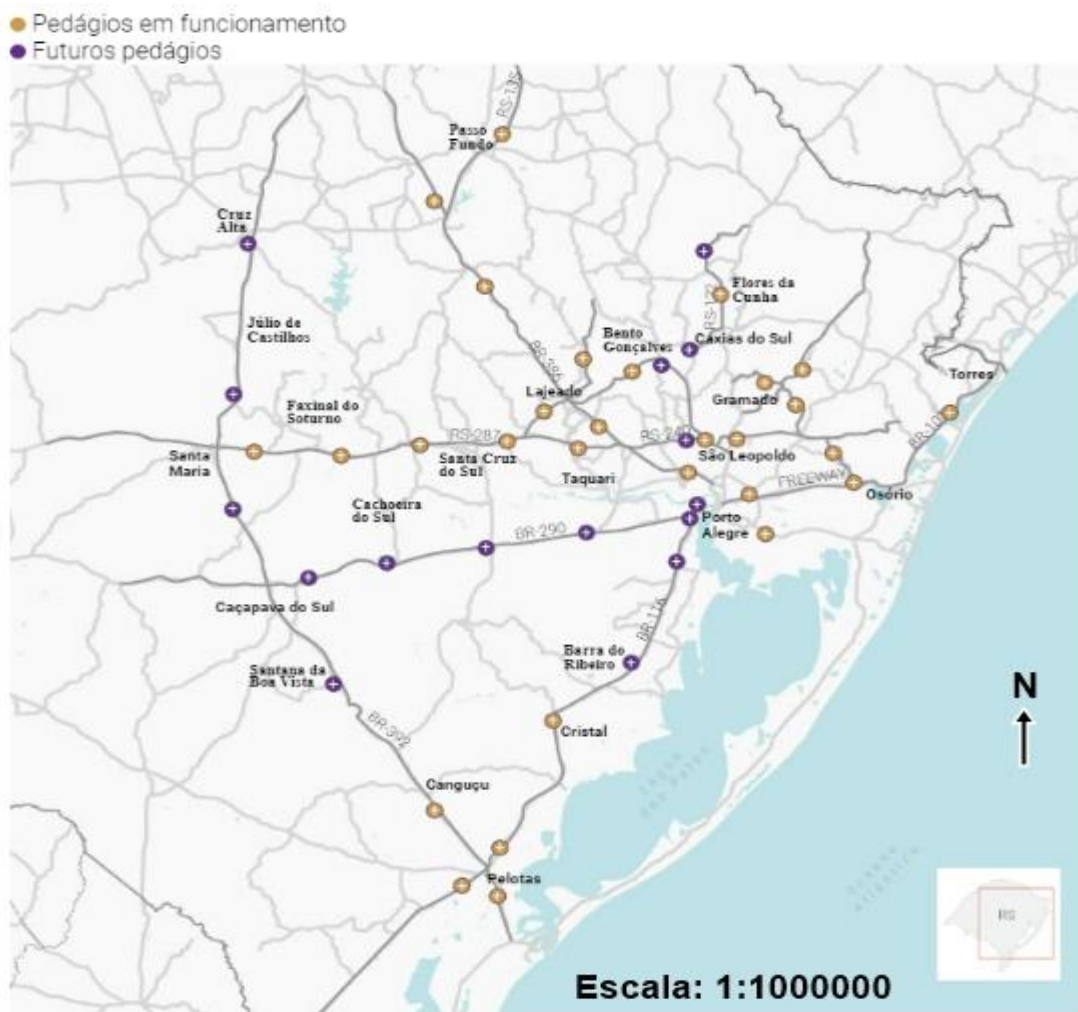 Pedágios em funcionamento
Futuros pedágios
RS-135
Passo
Fundo
Cruz
Alta
Flores da
Cunha
Júlio de
Castilhos
Bento
Gonçalves
Caxias do Sul
BR-386
Torres
Lajeado
Gramado
Faxinal do
Soturno
BR-101
RS-287
RS-240
Santa
Maria
Santa Cruz
do Sul
São Leopoldo
Taquari
FREEWAY
Osório
Cachoeira
do Sul
Porto
Alegre
BR-290
Caçapava do Sul
BR-116
Barra do
Ribeiro
Santana da
Boa Vista
N
BR-392
Cristal
Canguçu
Pelotas
RS
Escala: 1:1000000